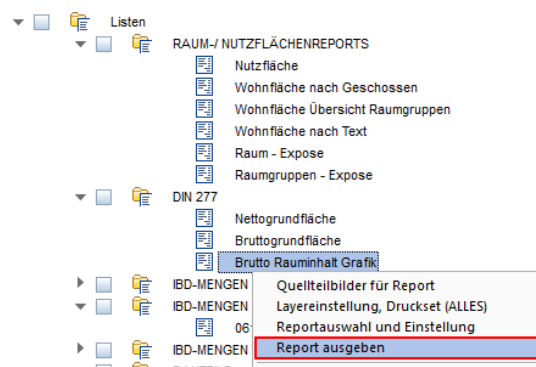 Listen
RAUM-/ NUTZFLÄCHENREPORTS
Nutzfläche
Wohnfläche nach Geschossen
Wohnfläche Übersicht Raumgruppen
Wohnfläche nach Text
Raum - Expose
Raumgruppen - Expose
DIN 277
Nettogrundfläche
Bruttogrundfläche
Brutto Rauminhalt Grafik
IBD-MENGEN
Quellteilbilder für Report
IBD-MENGEN
Layereinstellung, Druckset (ALLES)
06
Reportauswahl und Einstellung
IBD-MENGEN
Report ausgeben